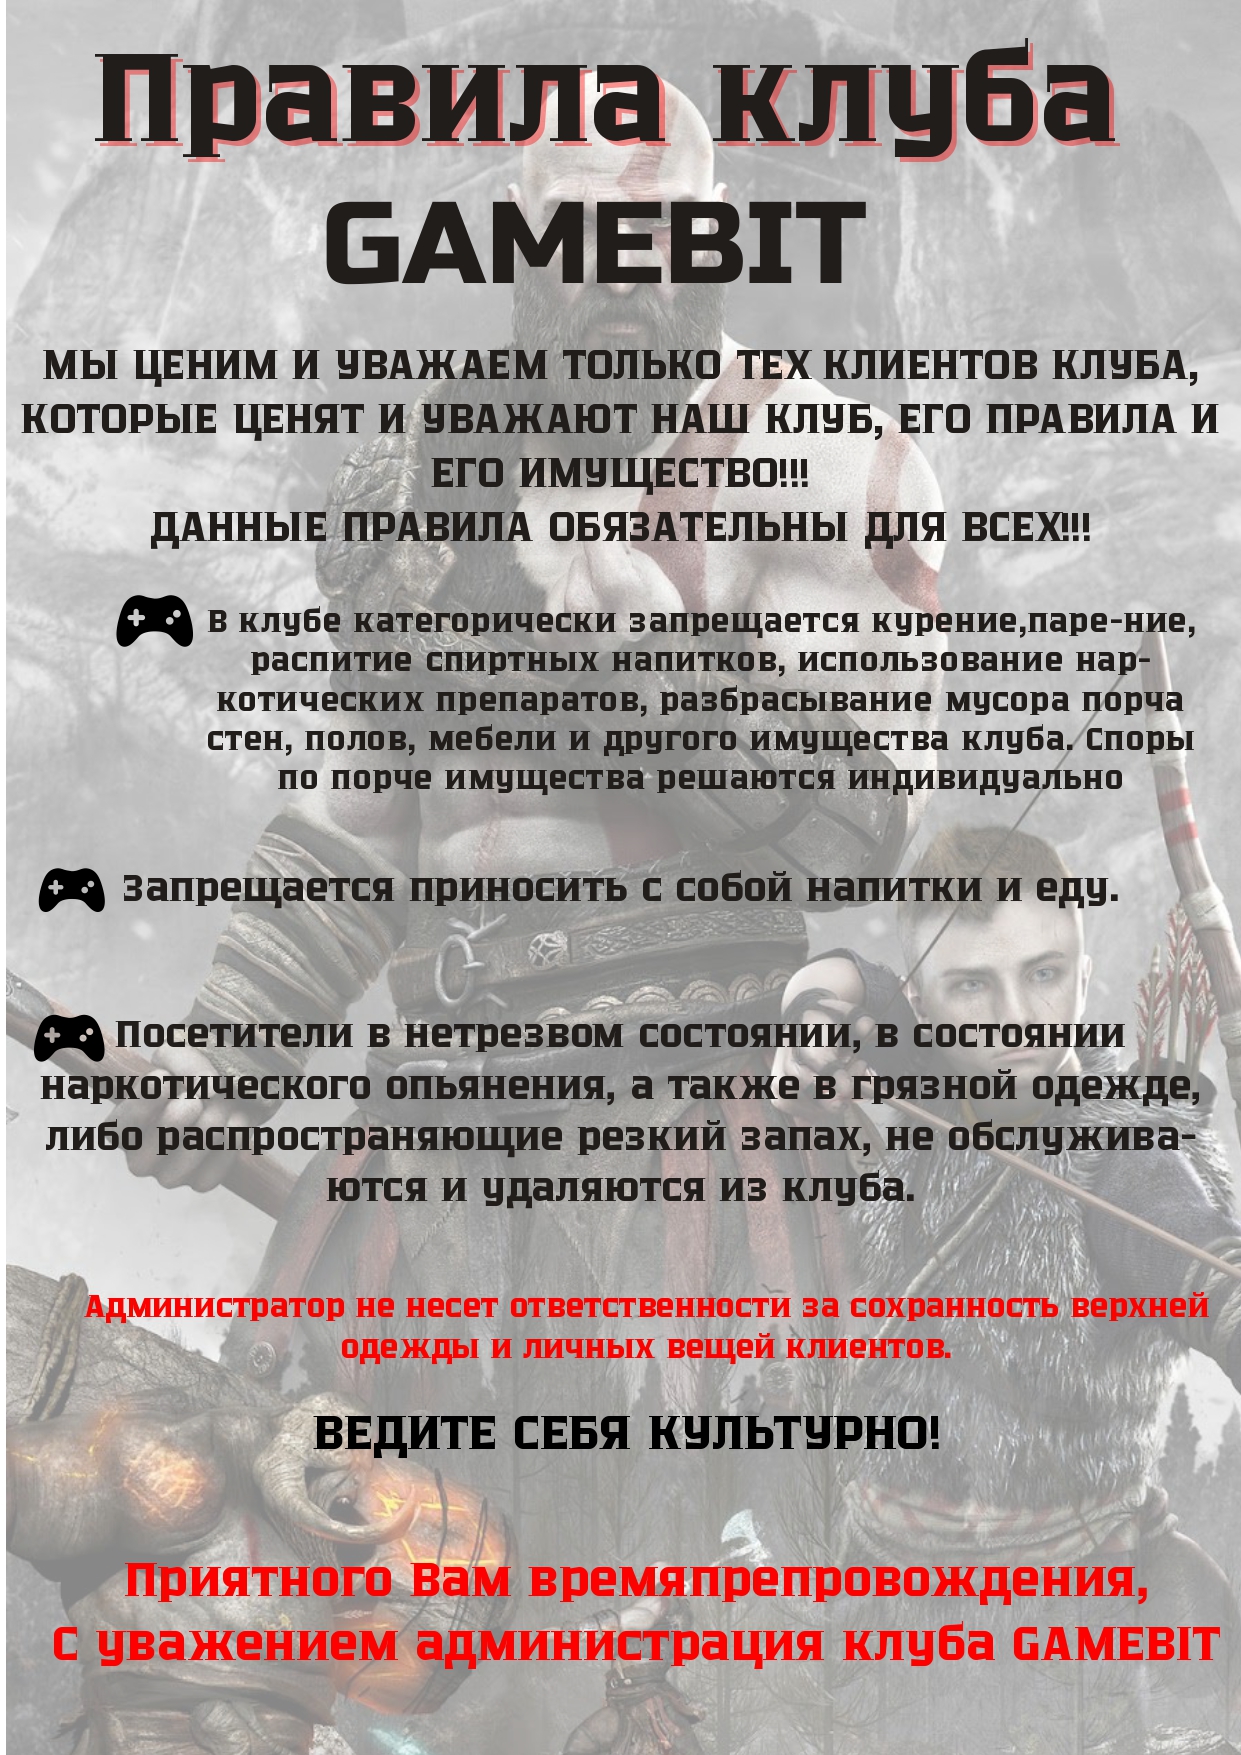 Правила клуба
GAMEBIT
МЫ ЦЕНИМ И УВАЖАЕМ ТОЛЬКО ТЕХ КЛИЕНТОВ КЛУБА,
КОТОРЫЕ ЦЕНЯТ И УВАЖАЮТ НАШ КЛУБ, ЕГО ПРАВИЛА И
ЕГО ИМУЩЕСТВО!!!
ДАННЫЕ ПРАВИЛА ОБЯЗАТЕЛЬНЫ ДЛЯ ВСЕХ!!!
В клубе категорически запрещается курение,паре-ние,
распитие спиртных напитков, использование нар-
котических препаратов, разбрасывание мусора порча
стен, полов, мебели и другого имущества клуба. Споры
по порче имущества решаются индивидуально
Запрещается приносить с собой напитки и еду.
Посетители в нетрезвом состоянии, в состоянии
наркотического опьянения, а также в грязной одежде,
либо распространяющие резкий запах, не обслужива-
ются и удаляются из клуба.
Администратор не несет ответственности за сохранность верхней
одежды и личных вещей клиентов.
ВЕДИТЕ СЕБЯ КУЛЬТУРНО!
Приятного Вам времяпрепровождения,
С уважением администрация клуба GAMEBIT